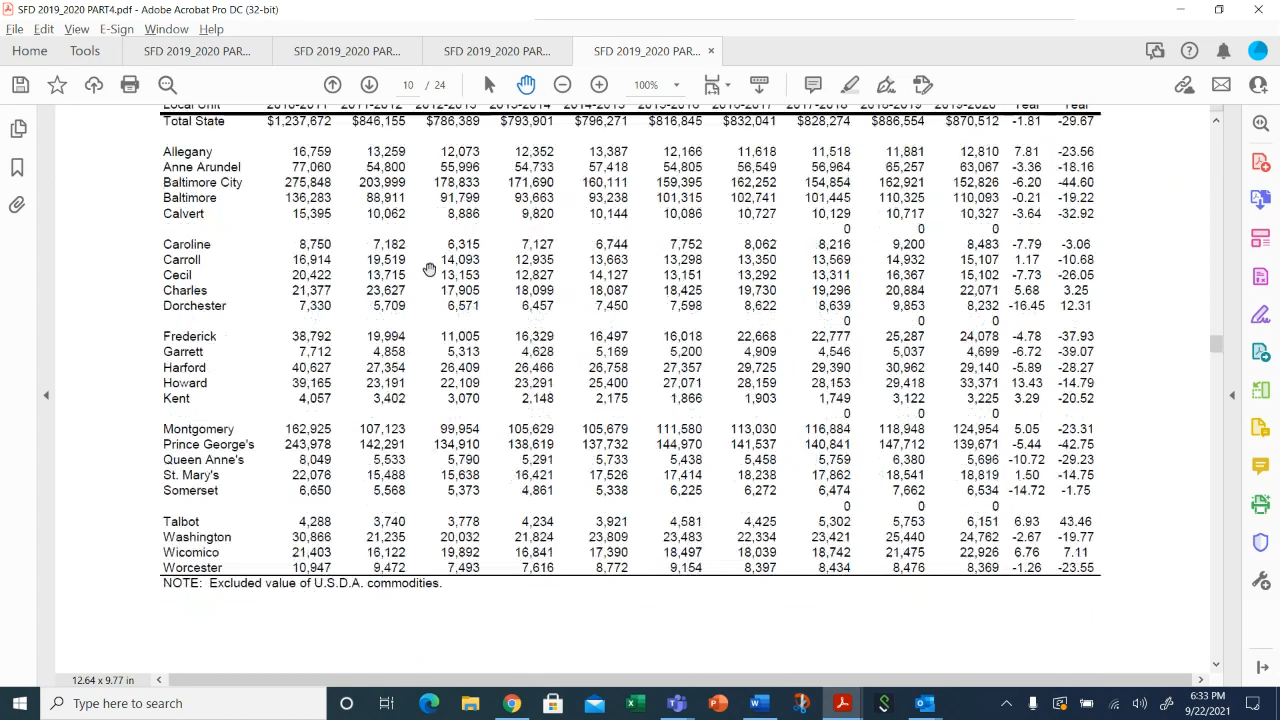 SFD 2019_2020 PART4.pdf - Adobe Acrobat Pro DC (32-bit)
File Edit View E-Sign Window Help
Home Tools SFD 2019_2020 PAR... SFD 2019_2020 PAR... SFD 2019_2020 PAR... SFD 2019_2020 PAR... ×
10 / 24 100%
Local Unit 2010-2011 2011-2012 2012-2013 2013-2014 2014-2015 2015-2016 2016-2017 2017-2018 2018-2019 2019-2020 Year Year
Total State $1,237,672 $846,155 $786,389 $793,901 $796,271 $816,845 $832,041 $828,274 $886,554 $870,512 -1.81 -29.67
Allegany 16,759 13,259 12,073 12,352 13,387 12,166 11,618 11,518 11,881 12,810 7.81 -23.56
Anne Arundel 77,060 54,800 55,996 54,733 57,418 54,805 56,549 56,964 65,257 63,067 -3.36 -18.16
Baltimore City 275,848 203,999 178,833 171,690 160,111 159,395 162,252 154,854 162,921 152,826 -6.20 -44.60
Baltimore 136,283 88,911 91,799 93,663 93,238 101,315 102,741 101,445 110,325 110,093 -0.21 -19.22
Calvert 15,395 10,062 8,886 9,820 10,144 10,086 10,727 10,129 10,717 10,327 -3.64 -32.92
0 0 0
Caroline 8,750 7,182 6,315 7,127 6,744 7,752 8,062 8,216 9,200 8,483 -7.79 -3.06
Carroll 16,914 19,519 14,093 12,935 13,663 13,298 13,350 13,569 14,932 15,107 1.17 -10.68
Cecil 20,422 13,715 13,153 12,827 14,127 13,151 13,292 13,311 16,367 15,102 -7.73 -26.05
Charles 21,377 23,627 17,905 18,099 18,087 18,425 19,730 19,296 20,884 22,071 5.68 3.25
Dorchester 7,330 5,709 6,571 6,457 7,450 7,598 8,622 8,639 9,853 8,232 -16.45 12.31
0 0 0
Frederick 38,792 19,994 11,005 16,329 16,497 16,018 22,668 22,777 25,287 24,078 -4.78 -37.93
Garrett 7,712 4,858 5,313 4,628 5,169 5,200 4,909 4,546 5,037 4,699 -6.72 -39.07
Harford 40,627 27,354 26,409 26,466 26,758 27,357 29,725 29,390 30,962 29,140 -5.89 -28.27
Howard 39,165 23,191 22,109 23,291 25,400 27,071 28,159 28,153 29,418 33,371 13.43 -14.79
Kent 4,057 3,402 3,070 2,148 2,175 1,866 1,903 1,749 3,122 3,225 3.29 -20.52
0 0 0
Montgomery 162,925 107,123 99,954 105,629 105,679 111,580 113,030 116,884 118,948 124,954 5.05 -23.31
Prince George's 243,978 142,291 134,910 138,619 137,732 144,970 141,537 140,841 147,712 139,671 -5.44 -42.75
Queen Anne's 8,049 5,533 5,790 5,291 5,733 5,438 5,458 5,759 6,380 5,696 -10.72 -29.23
St. Mary's 22,076 15,488 15,638 16,421 17,526 17,414 18,238 17,862 18,541 18,819 1.50 -14.75
Somerset 6,650 5,568 5,373 4,861 5,338 6,225 6,272 6,474 7,662 6,534 -14.72 -1.75
0 0 0
Talbot 4,288 3,740 3,778 4,234 3,921 4,581 4,425 5,302 5,753 6,151 6.93 43.46
Washington 30,866 21,235 20,032 21,824 23,809 23,483 22,334 23,421 25,440 24,762 -2.67 -19.77
Wicomico 21,403 16,122 19,892 16,841 17,390 18,497 18,039 18,742 21,475 22,926 6.76 7.11
Worcester 10,947 9,472 7,493 7,616 8,772 9,154 8,397 8,434 8,476 8,369 -1.26 -23.55
NOTE: Excluded value of U.S.D.A. commodities.
12.64 x 9.77 in
Type here to search
6:33 PM
9/22/2021